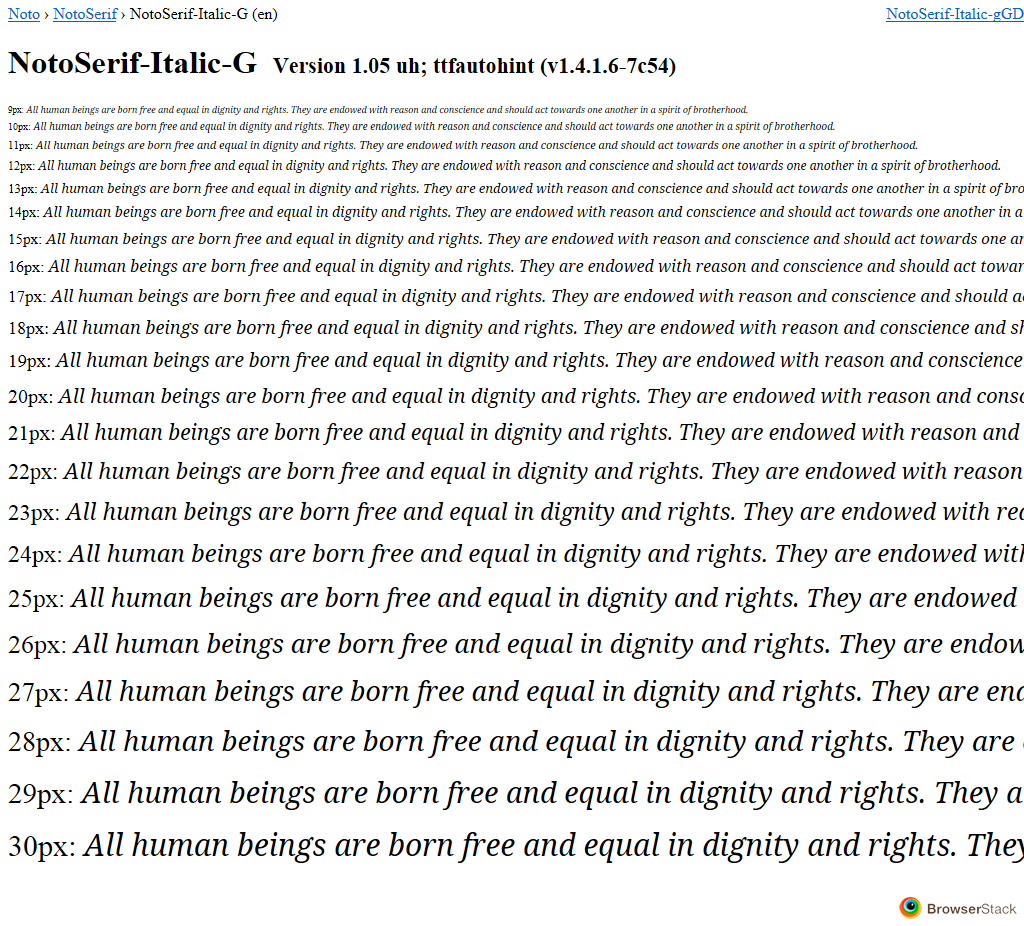 Noto › NotoSerif › NotoSerif-Italic-G (en)
NotoSerif-Italic-gGD
NotoSerif-Italic-G Version 1.05 uh; ttfautohint (v1.4.1.6-7c54)
9px: All human beings are born free and equal in dignity and rights. They are endowed with reason and conscience and should act towards one another in a spirit of brotherhood.
10px: All human beings are born free and equal in dignity and rights. They are endowed with reason and conscience and should act towards one another in a spirit of brotherhood.
11px: All human beings are born free and equal in dignity and rights. They are endowed with reason and conscience and should act towards one another in a spirit of brotherhood.
12px: All human beings are born free and equal in dignity and rights. They are endowed with reason and conscience and should act towards one another in a spirit of brotherhood.
13px: All human beings are born free and equal in dignity and rights. They are endowed with reason and conscience and should act towards one another in a spirit of bro
14px: All human beings are born free and equal in dignity and rights. They are endowed with reason and conscience and should act towards one another in a
15px: All human beings are born free and equal in dignity and rights. They are endowed with reason and conscience and should act towards one an
16px: All human beings are born free and equal in dignity and rights. They are endowed with reason and conscience and should act towar
17px: All human beings are born free and equal in dignity and rights. They are endowed with reason and conscience and should a
18px: All human beings are born free and equal in dignity and rights. They are endowed with reason and conscience and sh
19px: All human beings are born free and equal in dignity and rights. They are endowed with reason and conscience
20px: All human beings are born free and equal in dignity and rights. They are endowed with reason and consc
21px: All human beings are born free and equal in dignity and rights. They are endowed with reason and
22px: All human beings are born free and equal in dignity and rights. They are endowed with reason
23px: All human beings are born free and equal in dignity and rights. They are endowed with rea
24px: All human beings are born free and equal in dignity and rights. They are endowed with
25px: All human beings are born free and equal in dignity and rights. They are endowed
26px: All human beings are born free and equal in dignity and rights. They are endow
27px: All human beings are born free and equal in dignity and rights. They are end
28px: All human beings are born free and equal in dignity and rights. They are
29px: All human beings are born free and equal in dignity and rights. They a
30px: All human beings are born free and equal in dignity and rights. They
BrowserStack